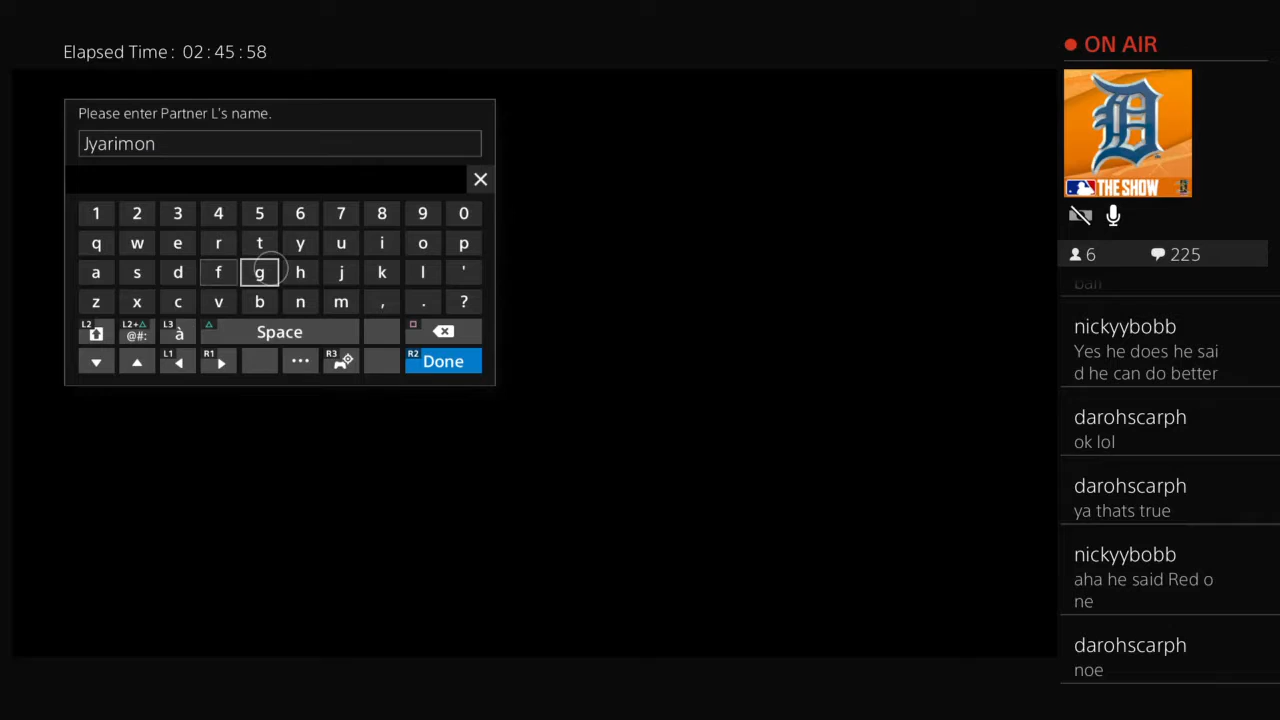 Elapsed Time: 02:45:58
ON AIR
Please enter Partner L's name.
Jyarimon
1 2 3 4 5 6 7 8 9 0
q w e r t y u i o p
a s d f g h j k l '
z x c v b n m , . ?
L2 L2+△ @#: L3 à △ Space
L1 R1 ... R3 R2 Done
D
MLB THE SHOW
6 225
nickyybobb
Yes he does he sai
d he can do better
darohscarph
ok lol
darohscarph
ya thats true
nickyybobb
aha he said Red o
ne
darohscarph
noe